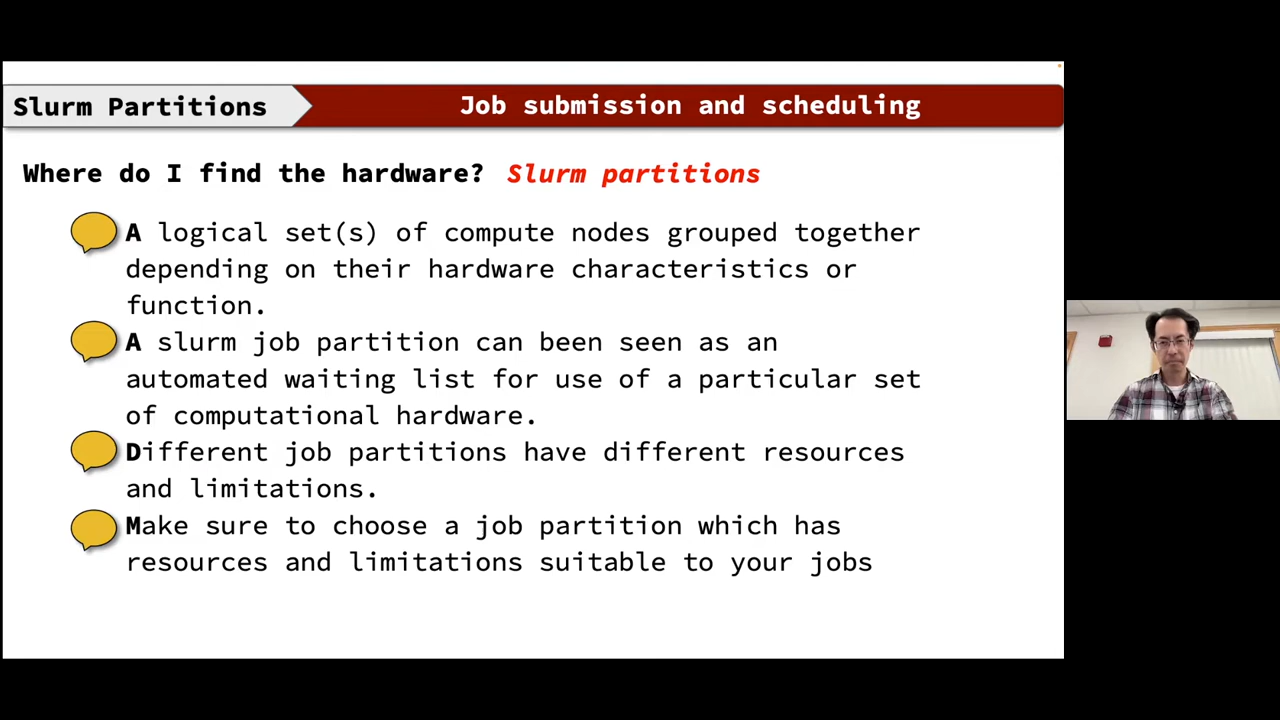 Slurm Partitions
Job submission and scheduling
Where do I find the hardware? Slurm partitions
A logical set(s) of compute nodes grouped together
depending on their hardware characteristics or
function.
A slurm job partition can been seen as an
automated waiting list for use of a particular set
of computational hardware.
Different job partitions have different resources
and limitations.
Make sure to choose a job partition which has
resources and limitations suitable to your jobs